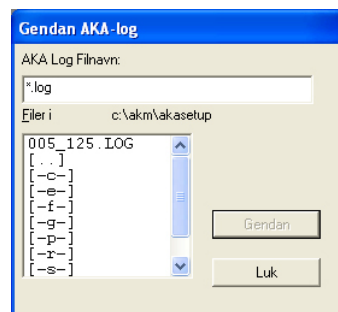 Gendan AKA-log
AKA Log Filnavn:
*.log
Filer i c:\akm\akasetup
005_125.LOG
[..]
[-c-]
[-e-]
[-f-]
[-g-]
[-p-]
[-r-]
[-s-]
Gendan
Luk